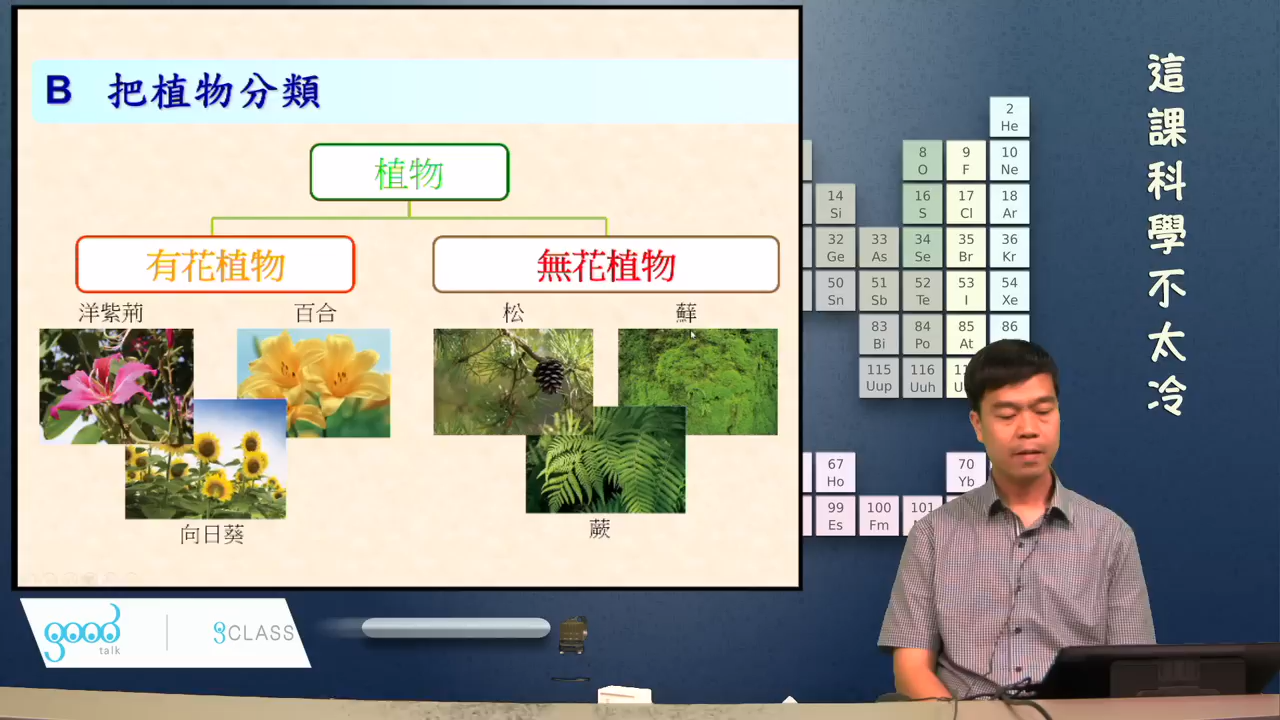 B 把植物分類
植物
有花植物
無花植物
洋紫荊
百合
松
蘚
向日葵
蕨
這課科學不太冷
2
He
8
O
9
F
10
Ne
14
Si
16
S
17
Cl
18
Ar
32
Ge
33
As
34
Se
35
Br
36
Kr
50
Sn
51
Sb
52
Te
53
I
54
Xe
83
Bi
84
Po
85
At
86
115
Uup
116
Uuh
67
Ho
70
Yb
99
Es
100
Fm
101
good
talk
CLASS